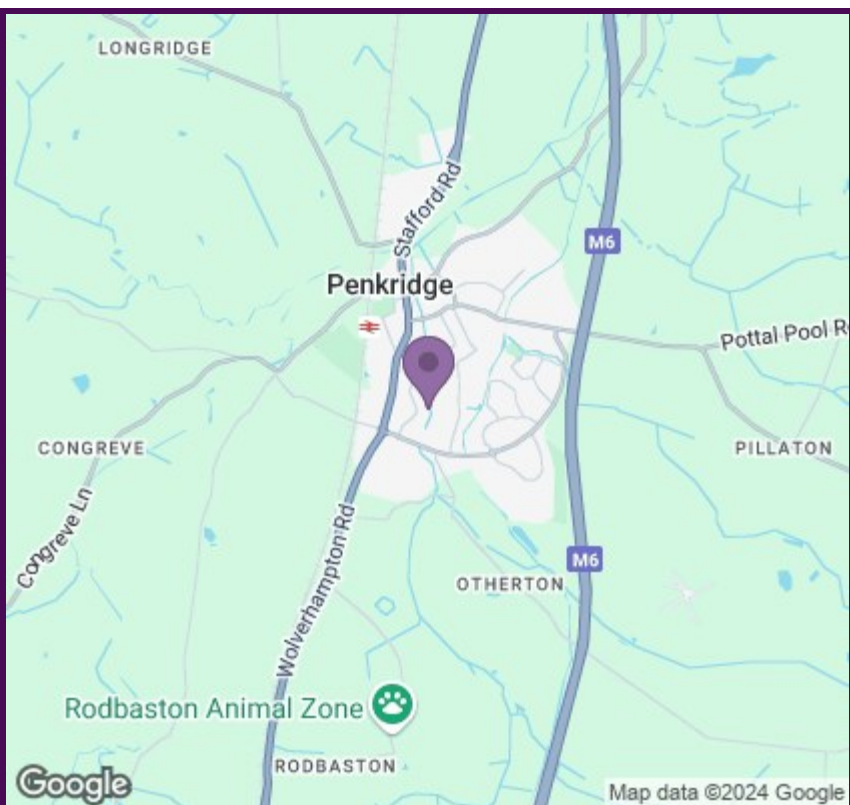 LONGRIDGE
Stafford Rd
M6
Penkridge
Pottal Pool R
CONGREVE
PILLATON
Congreve Ln
Wolverhampton Rd
M6
OTHERTON
Rodbaston Animal Zone
RODBASTON
Google
Map data ©2024 Google